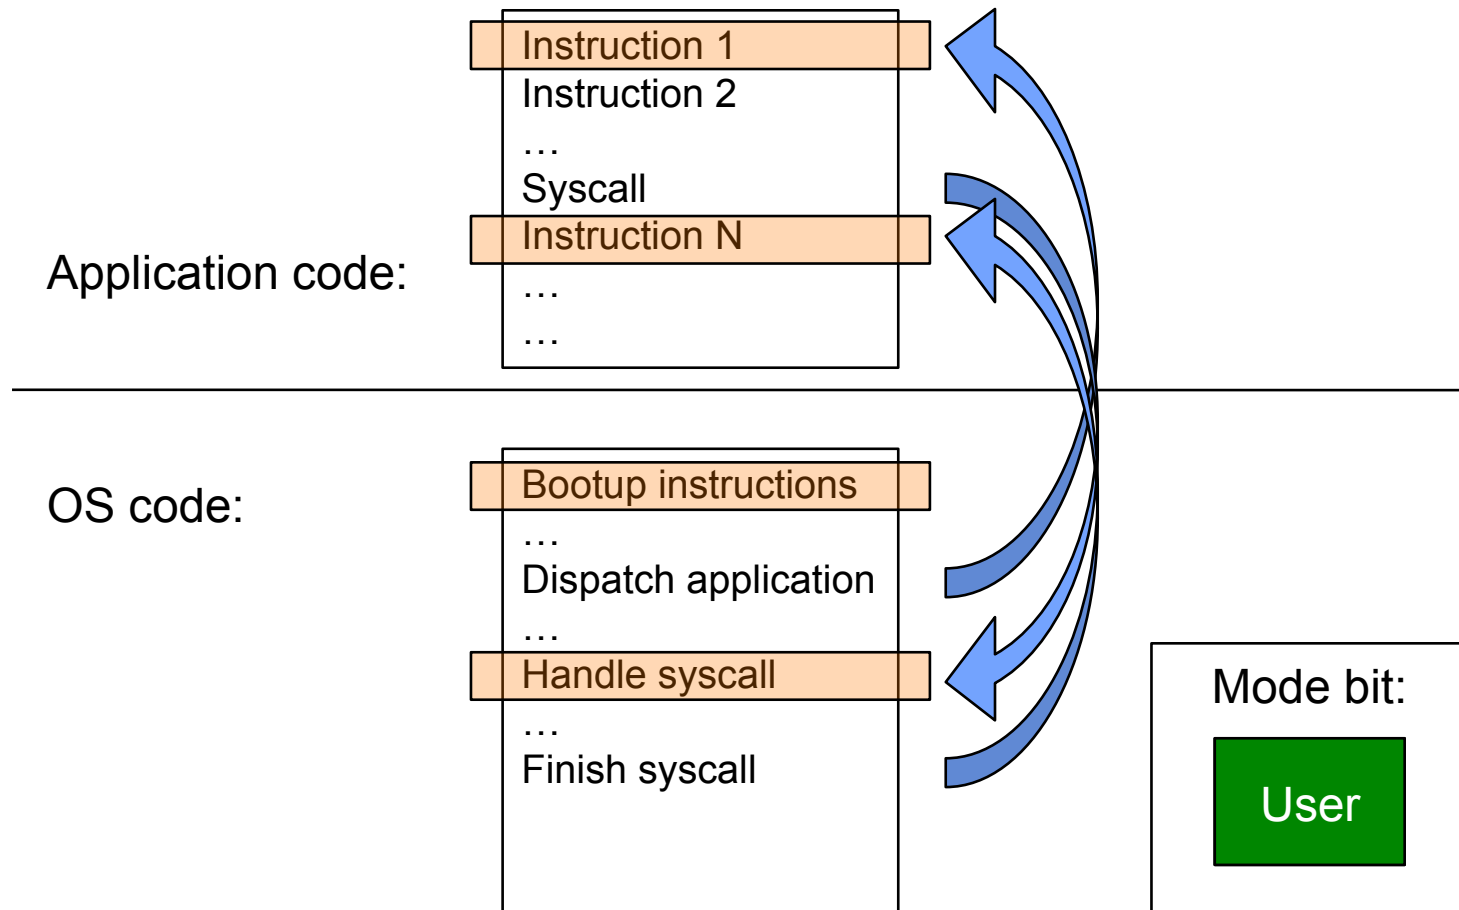 Instruction 1
Instruction 2
…
Syscall
Instruction N
…
…
Application code:
OS code:
Bootup instructions
…
Dispatch application
…
Handle syscall
…
Finish syscall
Mode bit:
User